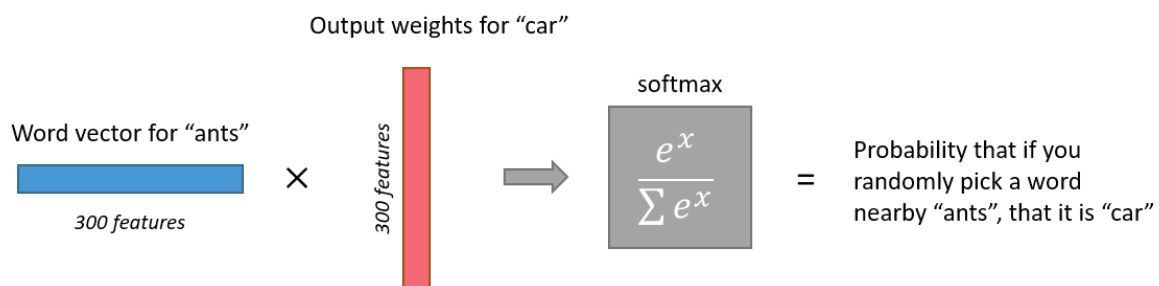 Output weights for “car”
softmax
Word vector for “ants”
300 features
×
300 features
e^x
∑ e^x
=
Probability that if you
randomly pick a word
nearby “ants”, that it is “car”